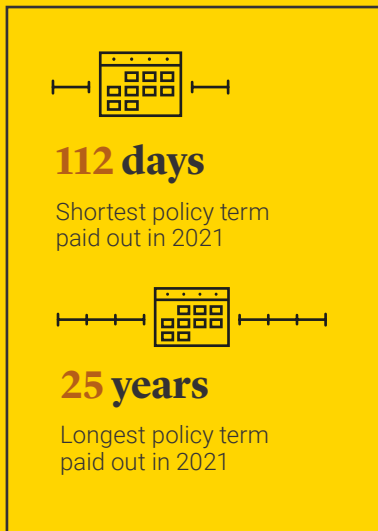 112 days
Shortest policy term
paid out in 2021
25 years
Longest policy term
paid out in 2021